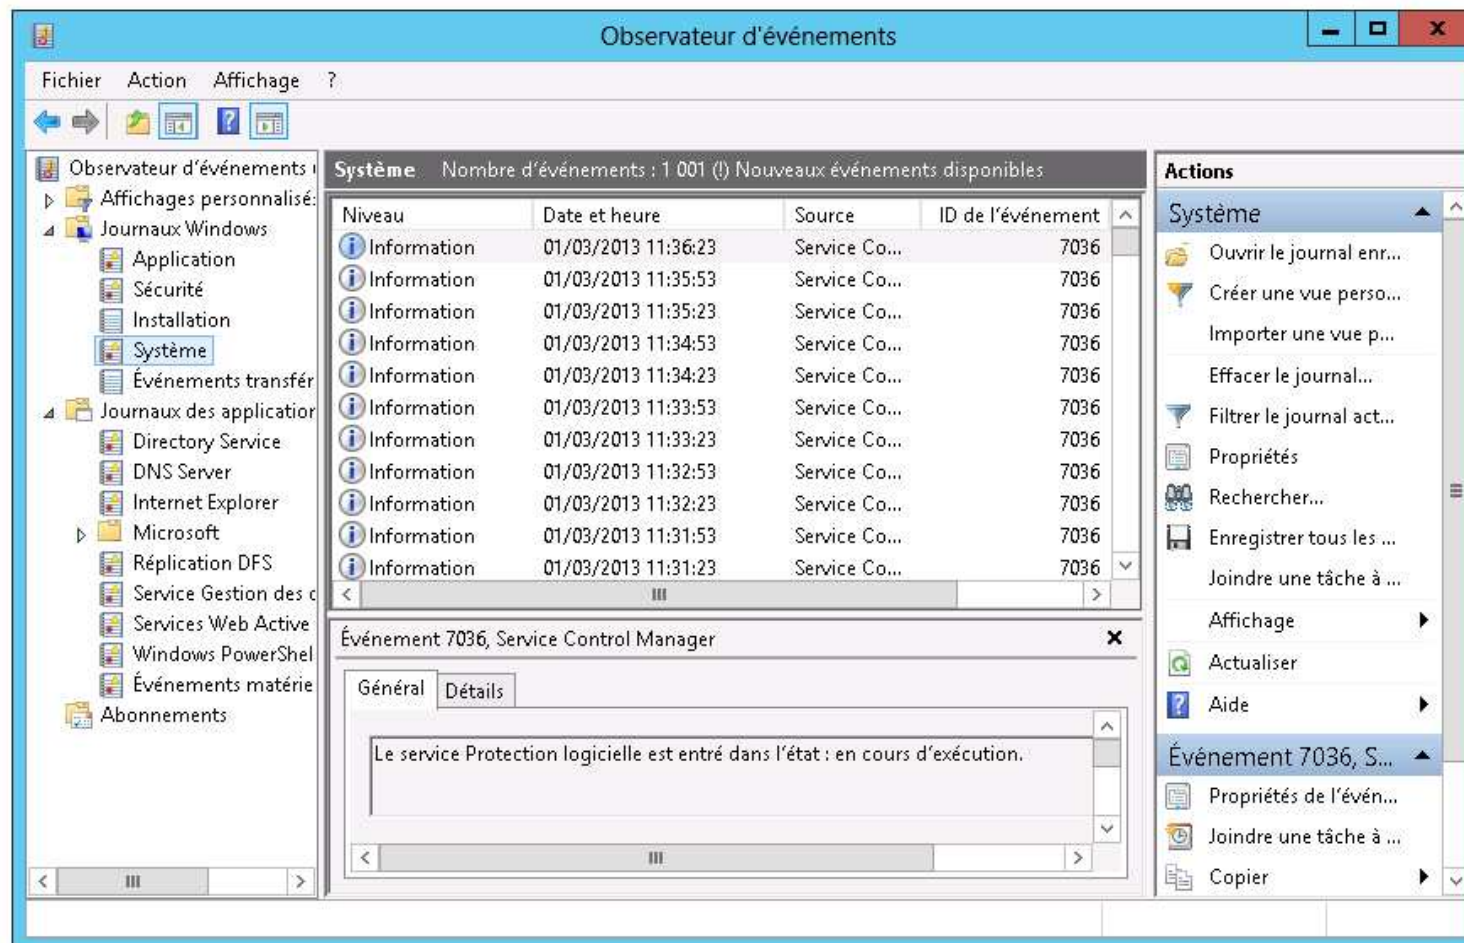 Observateur d'événements
Fichier Action Affichage ?
Observateur d'événements
Affichages personnalisé
Journaux Windows
Application
Sécurité
Installation
Système
Événements transfér
Journaux des application
Directory Service
DNS Server
Internet Explorer
Microsoft
Réplication DFS
Service Gestion des
Services Web Active
Windows PowerShel
Événements matérie
Abonnements
Système Nombre d'événements : 1 001 (!) Nouveaux événements disponibles
Niveau Date et heure Source ID de l'événement
Information 01/03/2013 11:36:23 Service Co... 7036
Information 01/03/2013 11:35:53 Service Co... 7036
Information 01/03/2013 11:35:23 Service Co... 7036
Information 01/03/2013 11:34:53 Service Co... 7036
Information 01/03/2013 11:34:23 Service Co... 7036
Information 01/03/2013 11:33:53 Service Co... 7036
Information 01/03/2013 11:33:23 Service Co... 7036
Information 01/03/2013 11:32:53 Service Co... 7036
Information 01/03/2013 11:32:23 Service Co... 7036
Information 01/03/2013 11:31:53 Service Co... 7036
Information 01/03/2013 11:31:23 Service Co... 7036
Événement 7036, Service Control Manager
Général Détails
Le service Protection logicielle est entré dans l'état : en cours d'exécution.
Actions
Système
Ouvrir le journal enr...
Créer une vue perso...
Importer une vue p...
Effacer le journal...
Filtrer le journal act...
Propriétés
Rechercher...
Enregistrer tous les ...
Joindre une tâche à ...
Affichage
Actualiser
Aide
Événement 7036, S...
Propriétés de l'évén...
Joindre une tâche à ...
Copier